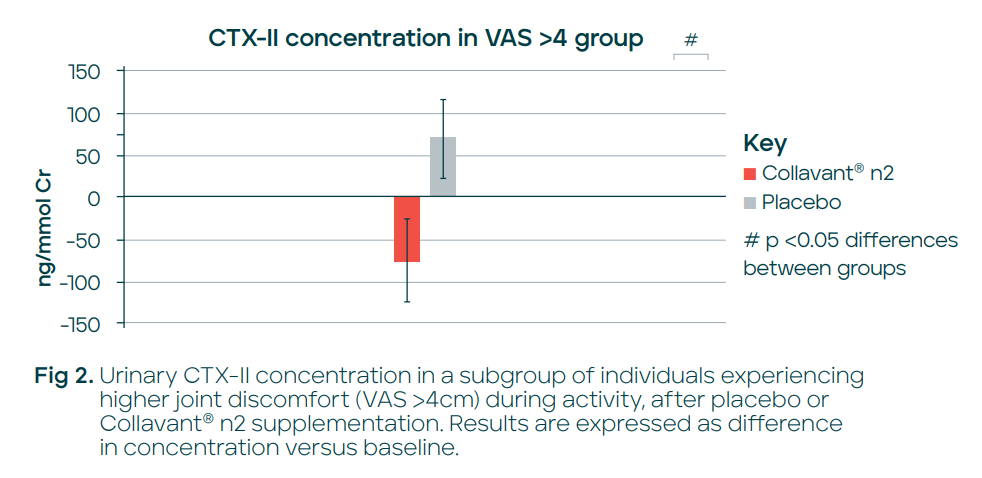 CTX-II concentration in VAS >4 group
#
150
100
50
0
-50
-100
-150
ng/mmol Cr
Key
Collavant® n2
Placebo
# p <0.05 differences
between groups
Fig 2. Urinary CTX-II concentration in a subgroup of individuals experiencing
higher joint discomfort (VAS >4cm) during activity, after placebo or
Collavant® n2 supplementation. Results are expressed as difference
in concentration versus baseline.